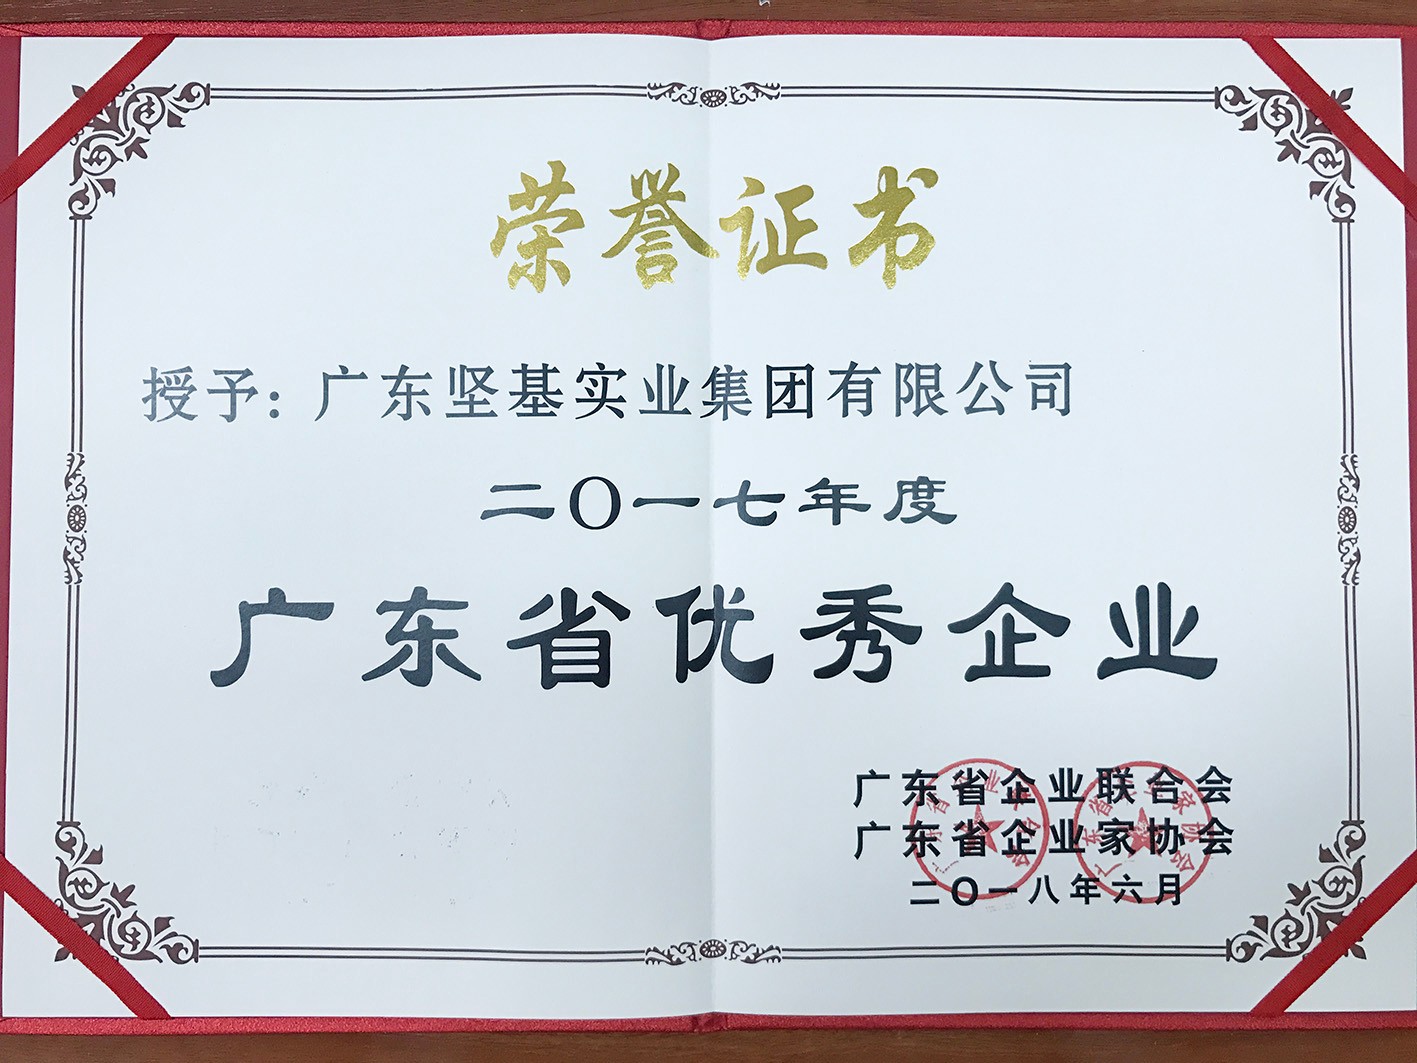 荣誉证书
授予:广东坚基实业集团有限公司
二〇一七年度
广东省优秀企业
广东省企业联合会
广东省企业家协会
二〇一八年六月